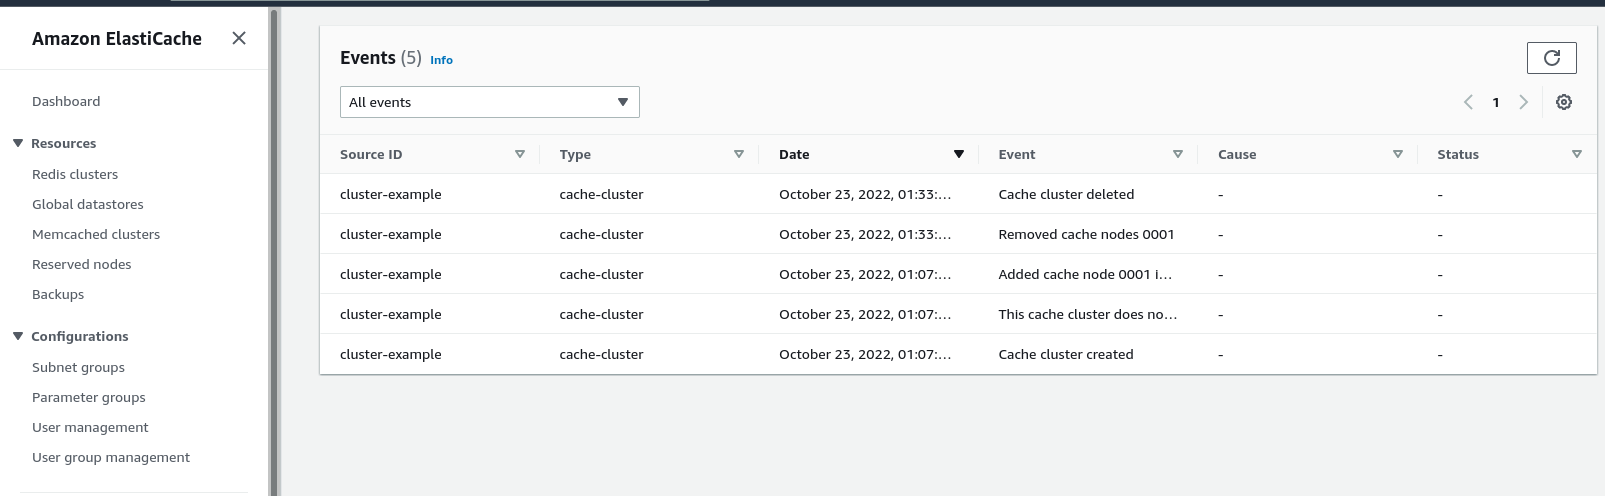 Amazon ElastiCache
Dashboard
Resources
Redis clusters
Global datastores
Memcached clusters
Reserved nodes
Backups
Configurations
Subnet groups
Parameter groups
User management
User group management
Events (5) Info
All events
1
Source ID Type Date Event Cause Status
cluster-example cache-cluster October 23, 2022, 01:33:... Cache cluster deleted - -
cluster-example cache-cluster October 23, 2022, 01:33:... Removed cache nodes 0001 - -
cluster-example cache-cluster October 23, 2022, 01:07:... Added cache node 0001 i... - -
cluster-example cache-cluster October 23, 2022, 01:07:... This cache cluster does no... - -
cluster-example cache-cluster October 23, 2022, 01:07:... Cache cluster created - -